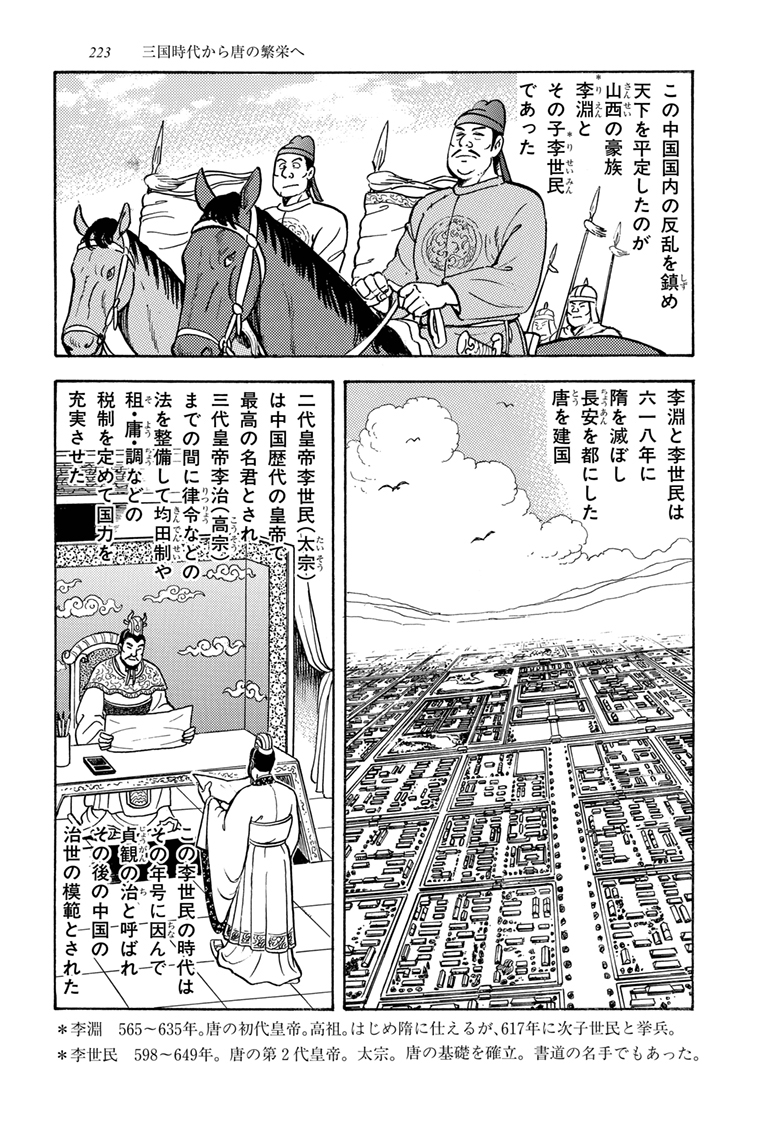 223 三国時代から唐の繁栄へ
この中国国内の反乱を鎮め
天下を平定したのが
山西の豪族
*李淵と
その子*李世民
であった
李淵と李世民は
六一八年に
隋を滅ぼし
長安を都にした
唐を建国
二代皇帝李世民(太宗)
は中国歴代の皇帝で
最高の名君とされ
三代皇帝李治(高宗)
までの間に律令などの
法を整備して均田制や
租・庸・調などの
税制を定めて国力を
充実させた
この李世民の時代は
その年号に因んで
貞観の治と呼ばれ
その後の中国の
治世の模範とされた
*李淵 565~635年。唐の初代皇帝。高祖。はじめ隋に仕えるが、617年に次子世民と挙兵。
*李世民 598~649年。唐の第2代皇帝。太宗。唐の基礎を確立。書道の名手でもあった。